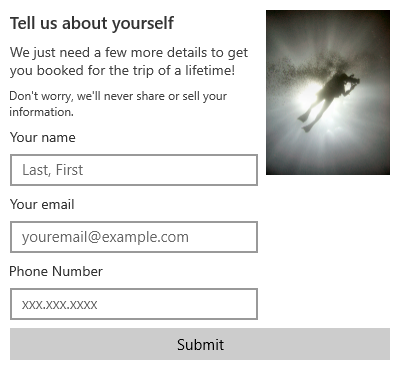 Tell us about yourself
We just need a few more details to get
you booked for the trip of a lifetime!
Don't worry, we'll never share or sell your
information.
Your name
Last, First
Your email
youremail@example.com
Phone Number
xxx.xxx.xxxx
Submit